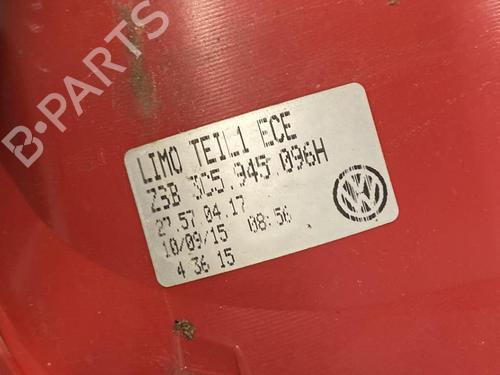 LIMO TEIL1 ECE
Z3B 3C5.945.096H
27.57 04.17
10/09/15 08:56
4 36 15
B-PARTS